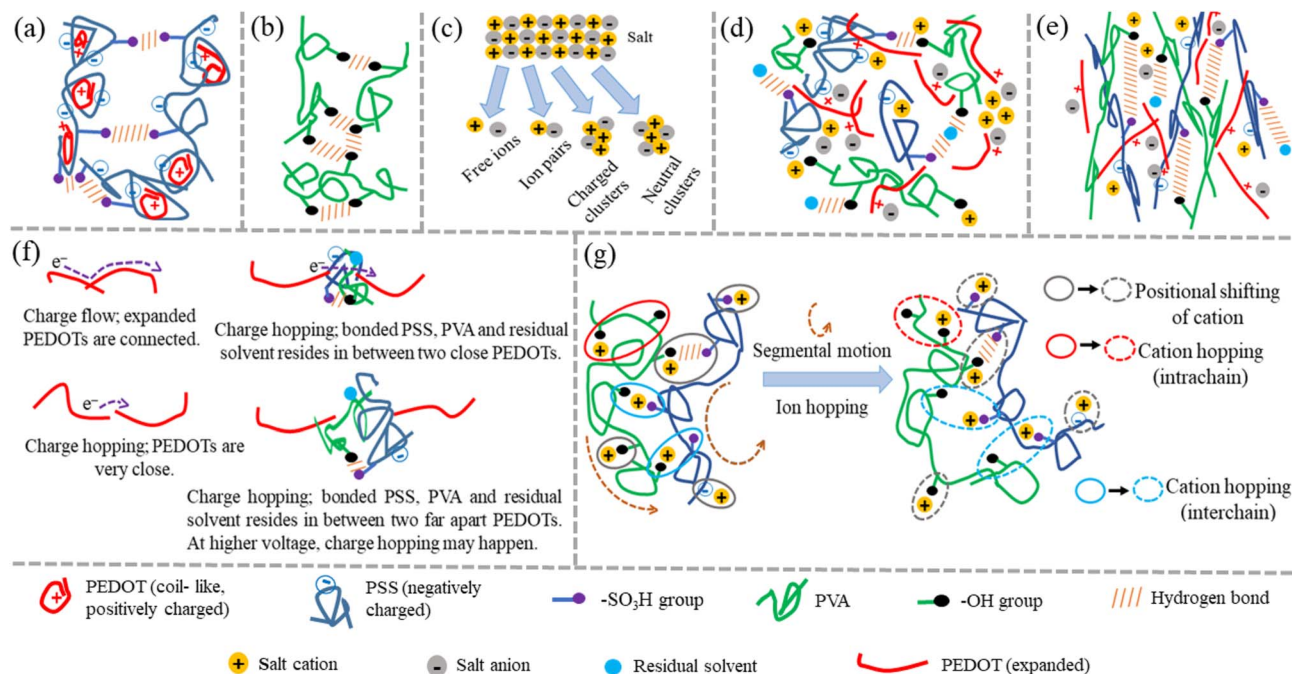 (a)
(b)
(c)
Salt
Free ions
Ion pairs
Charged
clusters
Neutral
clusters
(d)
(e)
(f)
e⁻
Charge flow; expanded
PEDOTs are connected.
e⁻
Charge hopping; bonded PSS, PVA and residual
solvent resides in between two close PEDOTs.
e⁻
Charge hopping; PEDOTs are
very close.
Charge hopping; bonded PSS, PVA and residual
solvent resides in between two far apart PEDOTs.
At higher voltage, charge hopping may happen.
(g)
Segmental motion
Ion hopping
Positional shifting
of cation
Cation hopping
(intrachain)
Cation hopping
(interchain)
PEDOT (coil- like,
positively charged)
PSS (negatively
charged)
-SO₃H group
PVA
-OH group
Hydrogen bond
Salt cation
Salt anion
Residual solvent
PEDOT (expanded)